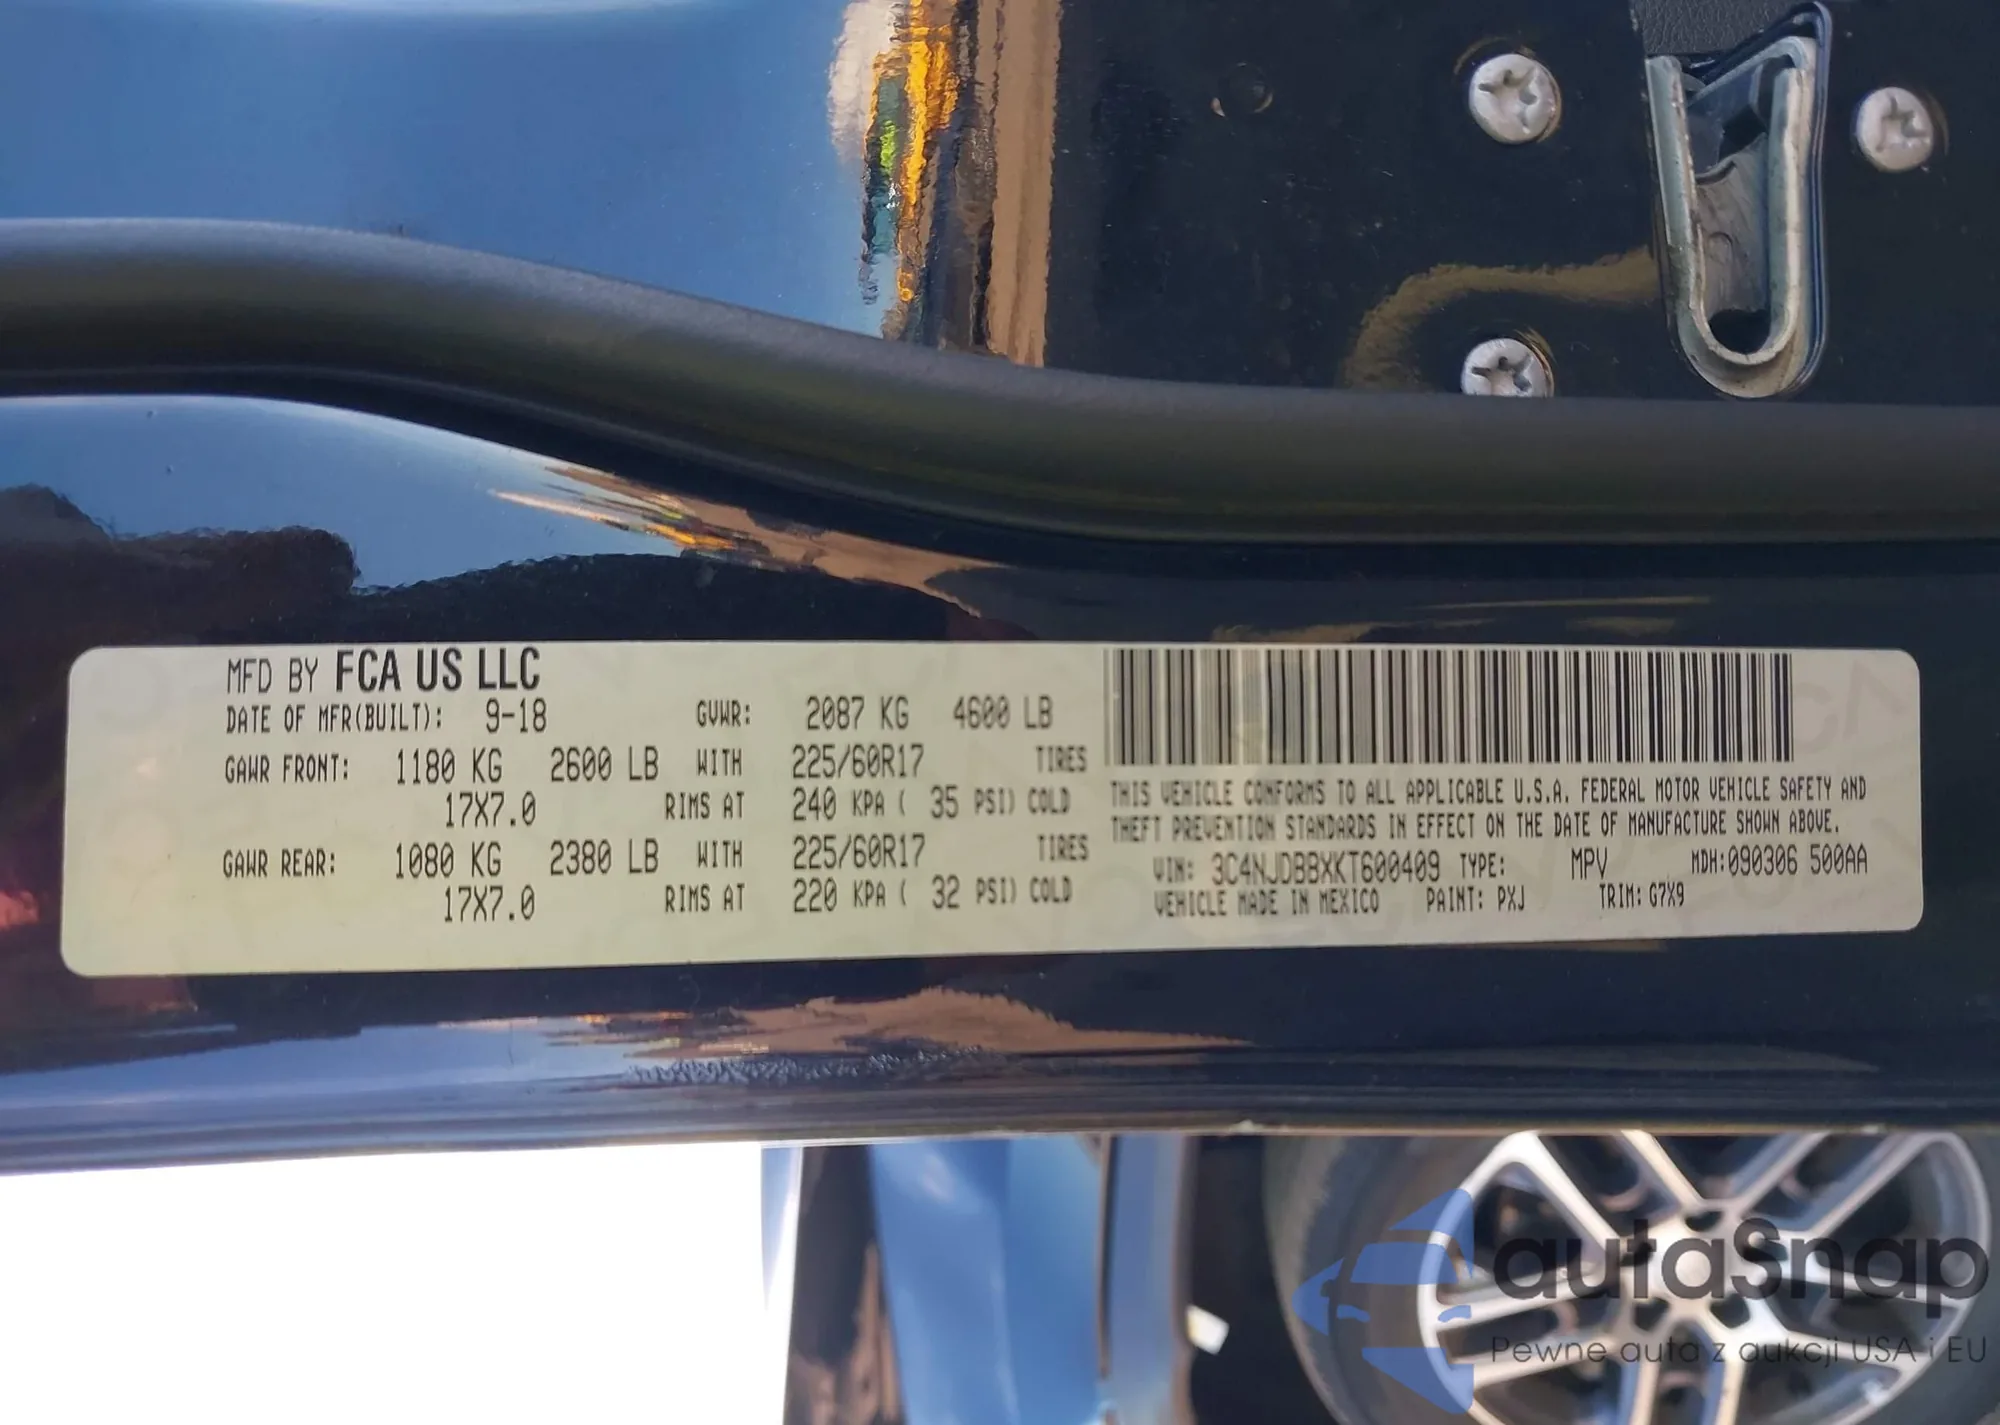 MFD BY FCA US LLC
DATE OF MFR(BUILT): 9-18 GVWR: 2087 KG 4600 LB
GAWR FRONT: 1180 KG 2600 LB WITH 225/60R17 TIRES
17X7.0 RIMS AT 240 KPA ( 35 PSI) COLD
GAWR REAR: 1080 KG 2380 LB WITH 225/60R17 TIRES
17X7.0 RIMS AT 220 KPA ( 32 PSI) COLD
THIS VEHICLE CONFORMS TO ALL APPLICABLE U.S.A. FEDERAL MOTOR VEHICLE SAFETY AND
THEFT PREVENTION STANDARDS IN EFFECT ON THE DATE OF MANUFACTURE SHOWN ABOVE.
VIN: 3C4NJDBBXKT600409 TYPE: MPV MDH:090306 500AA
VEHICLE MADE IN MEXICO PAINT: PXJ TRIM: G7X9
autaSnap
Pewne auta z aukcji USA i EU